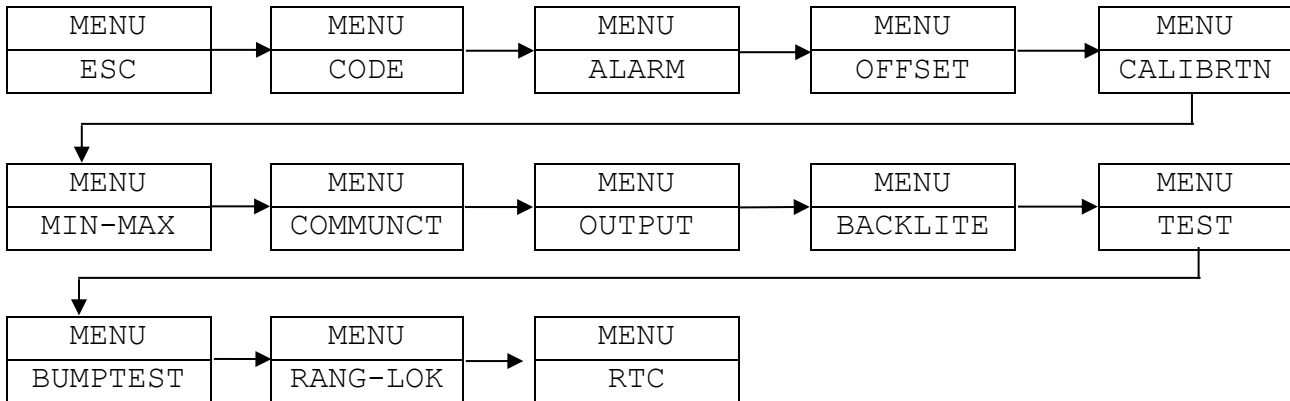 MENU MENU MENU MENU MENU
ESC CODE ALARM OFFSET CALIBRTN
MENU MENU MENU MENU MENU
MIN-MAX COMMUNCT OUTPUT BACKLITE TEST
MENU MENU MENU
BUMPTEST RANG-LOK RTC